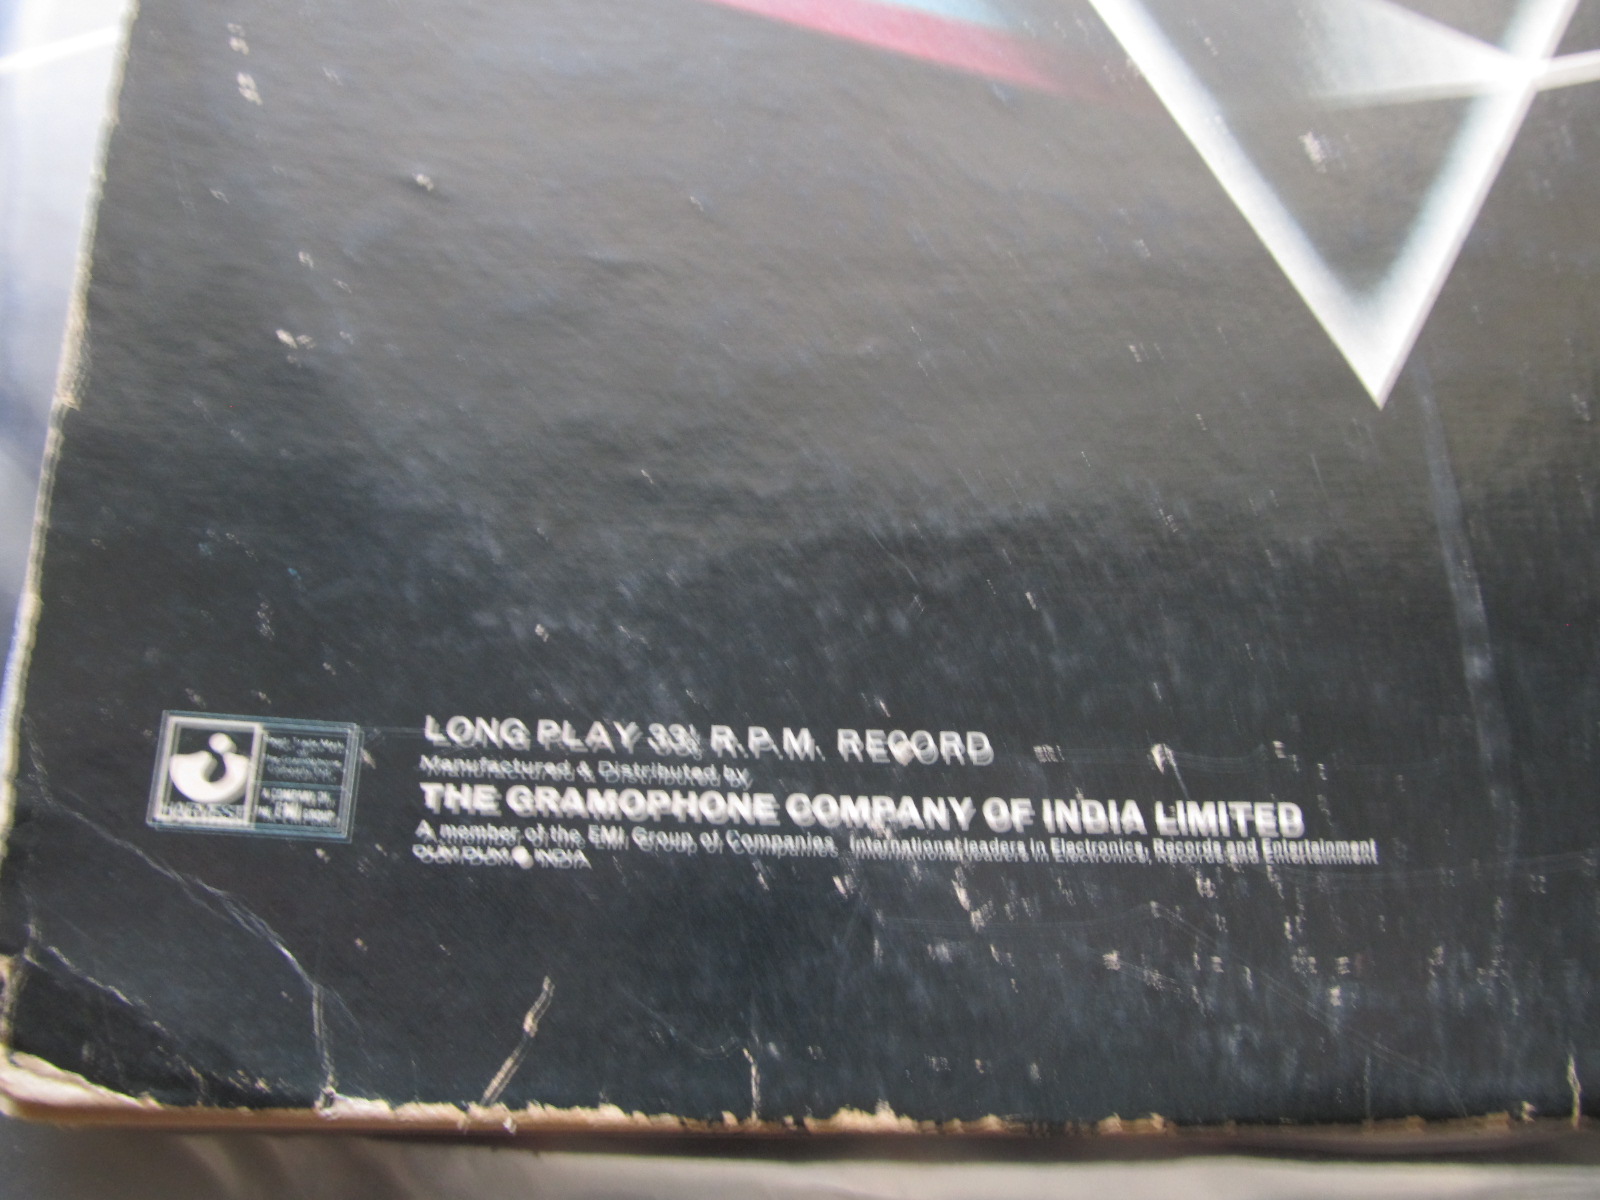 LONG PLAY 33⅓ R.P.M. RECORD
Manufactured & Distributed by
THE GRAMOPHONE COMPANY OF INDIA LIMITED
A member of the EMI Group of Companies International leaders in Electronics, Records and Entertainment
DUM DUM ● INDIA
HARVEST